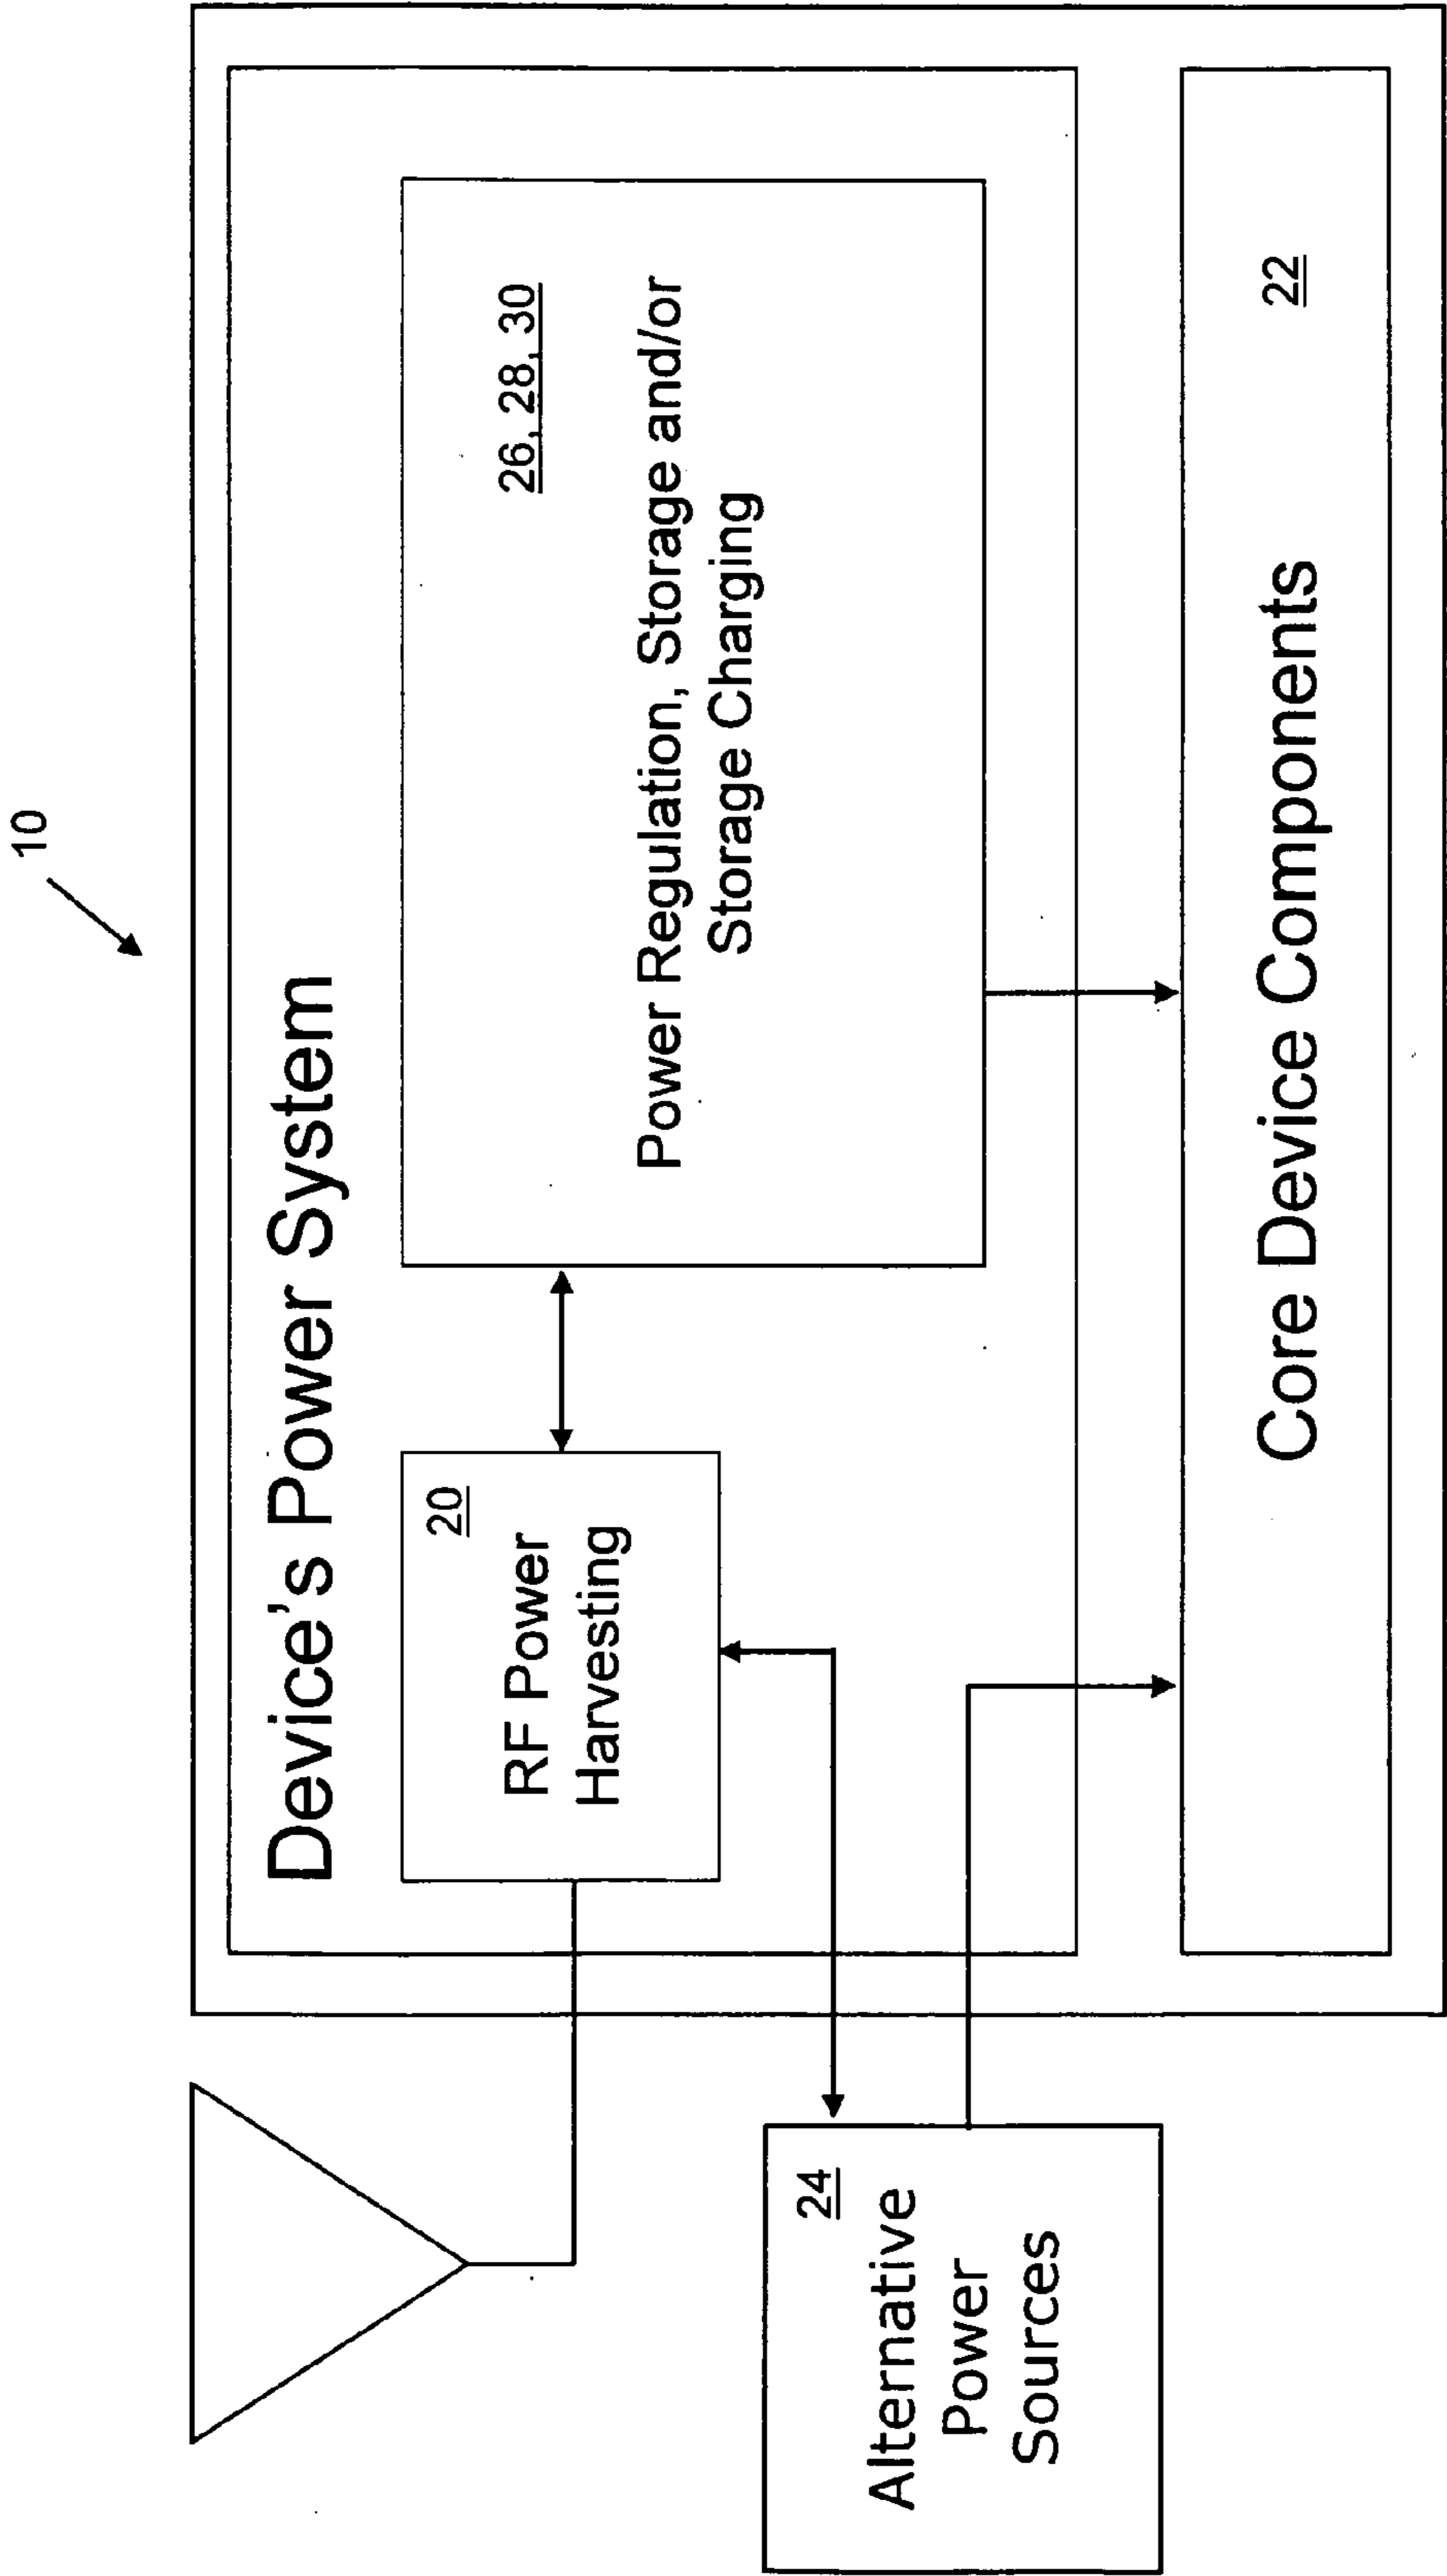 10
Device's Power System
20
RF Power
Harvesting
26, 28, 30
Power Regulation, Storage and/or
Storage Charging
24
Alternative
Power
Sources
22
Core Device Components